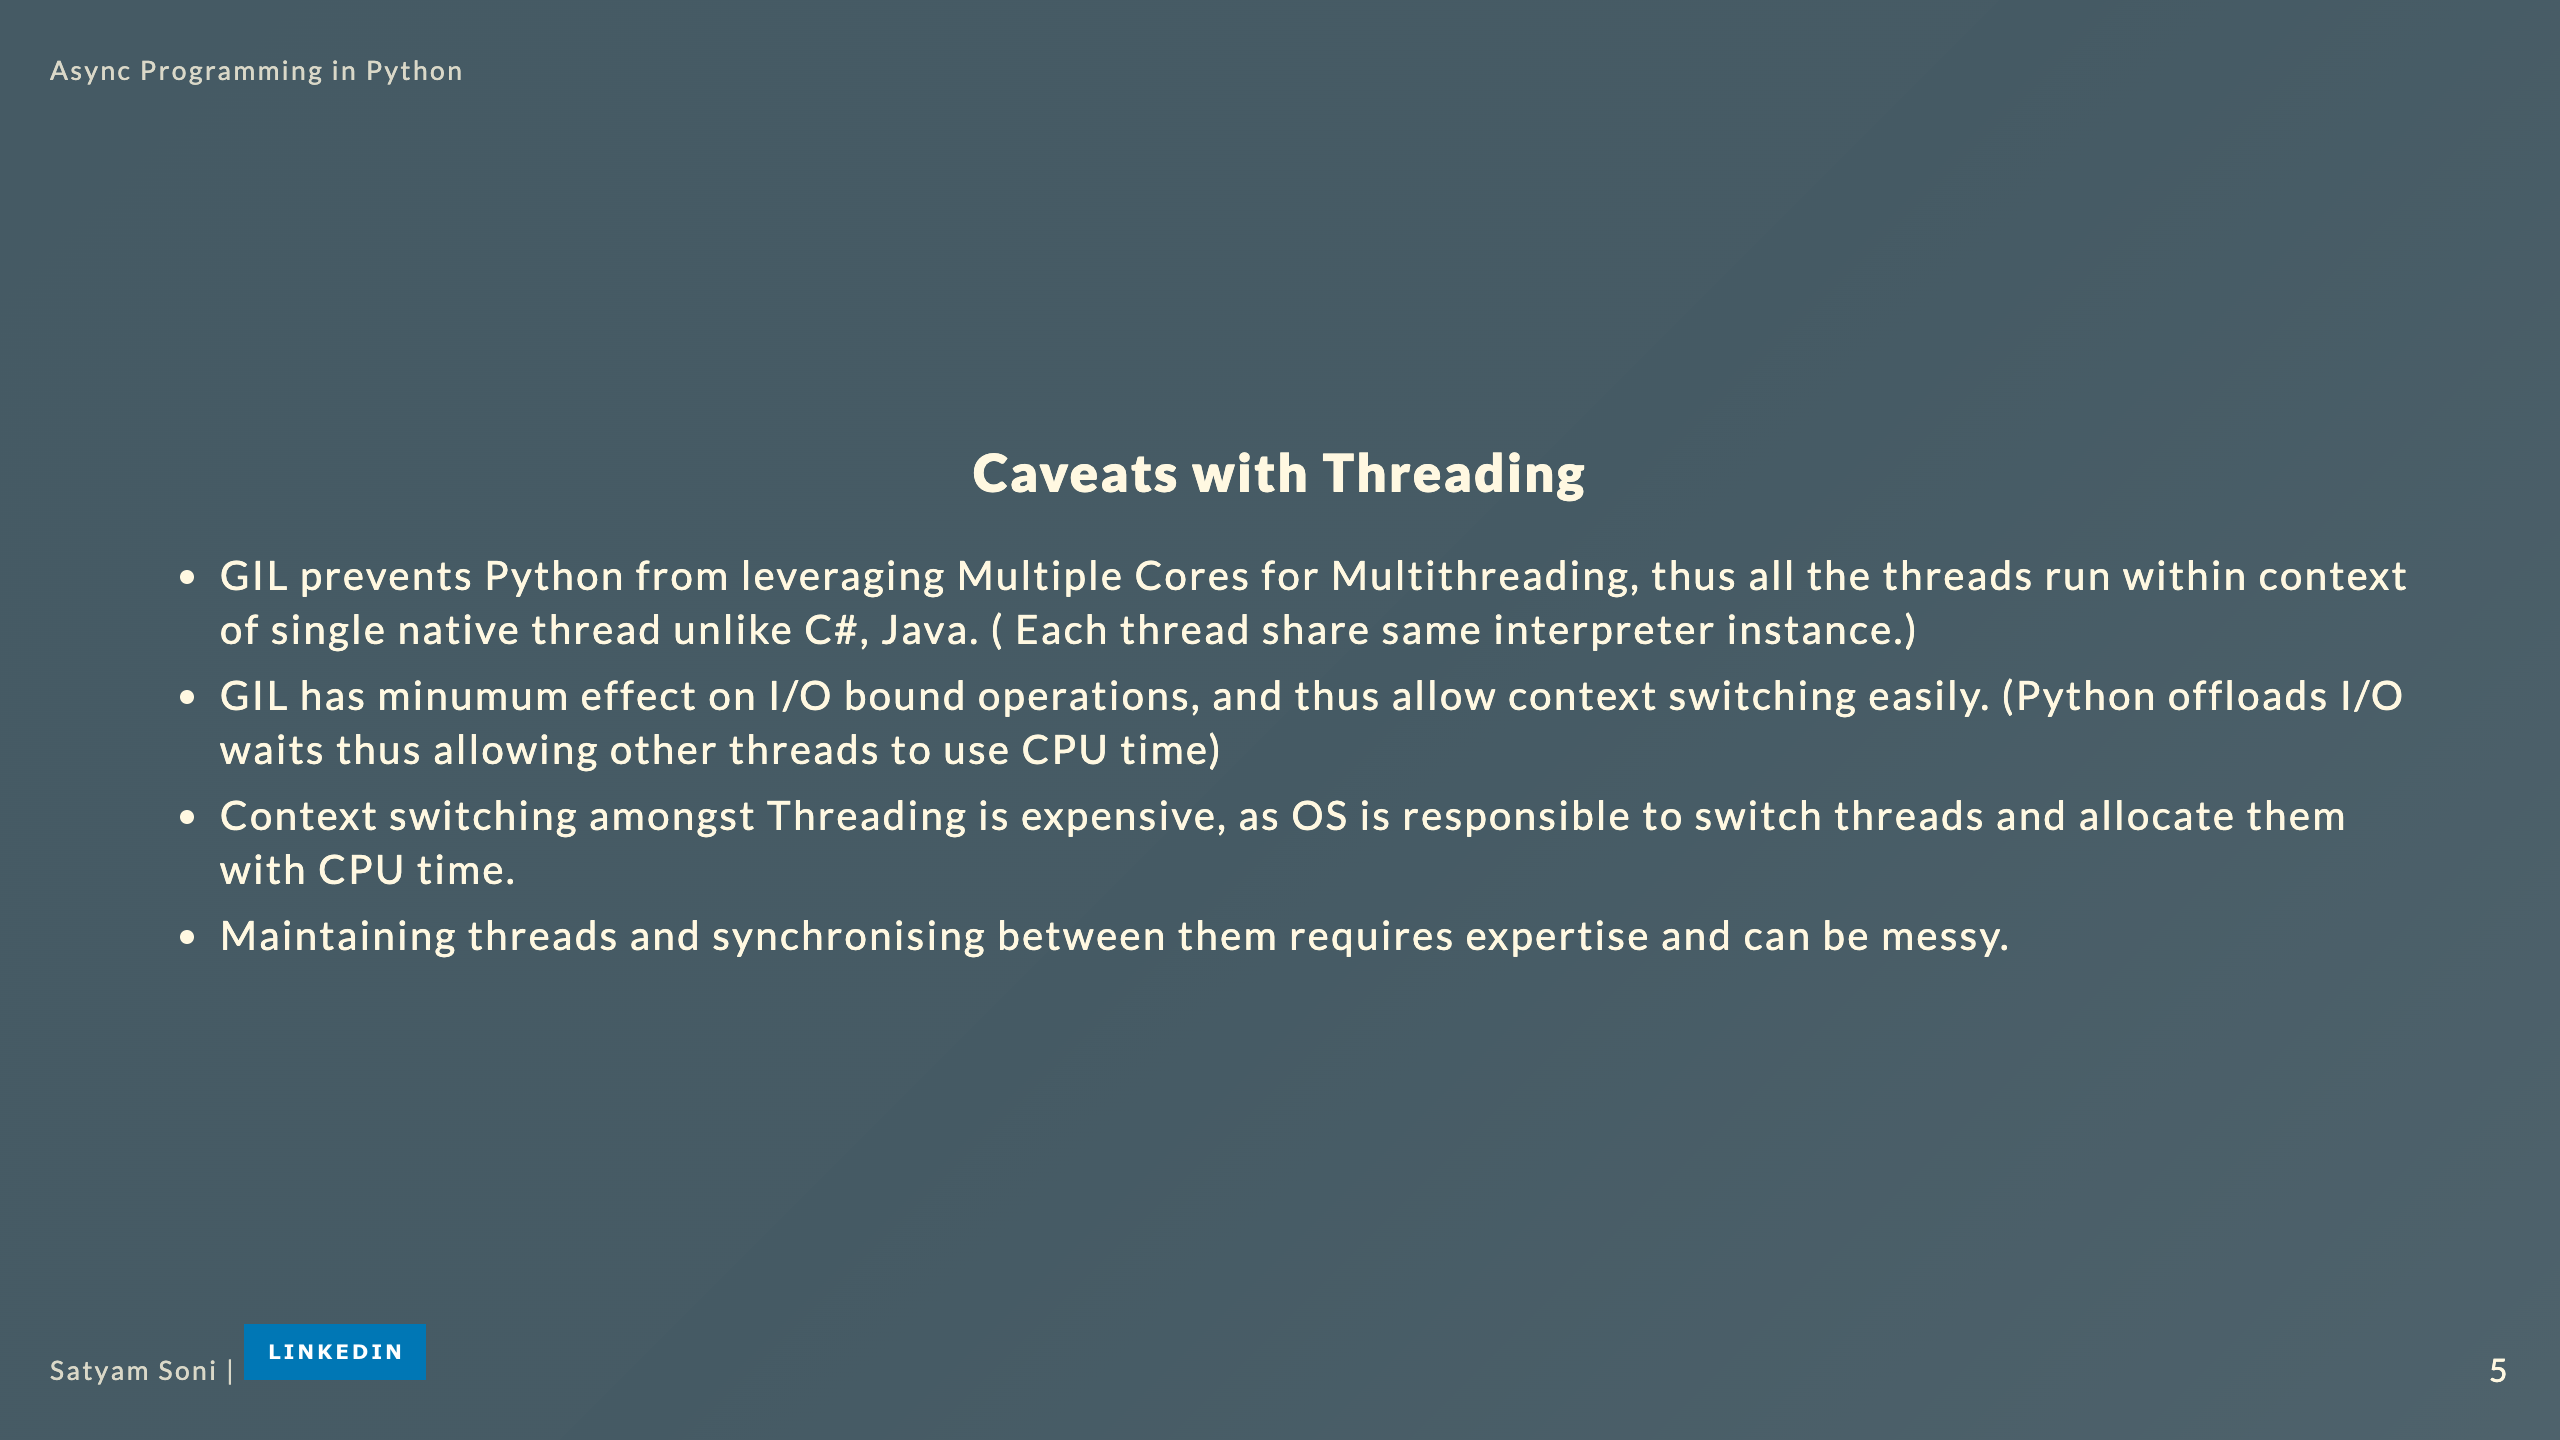 Async Programming in Python
Caveats with Threading
• GIL prevents Python from leveraging Multiple Cores for Multithreading, thus all the threads run within context
of single native thread unlike C#, Java. ( Each thread share same interpreter instance.)
• GIL has minumum effect on I/O bound operations, and thus allow context switching easily. (Python offloads I/O
waits thus allowing other threads to use CPU time)
• Context switching amongst Threading is expensive, as OS is responsible to switch threads and allocate them
with CPU time.
• Maintaining threads and synchronising between them requires expertise and can be messy.
Satyam Soni | LINKEDIN
5